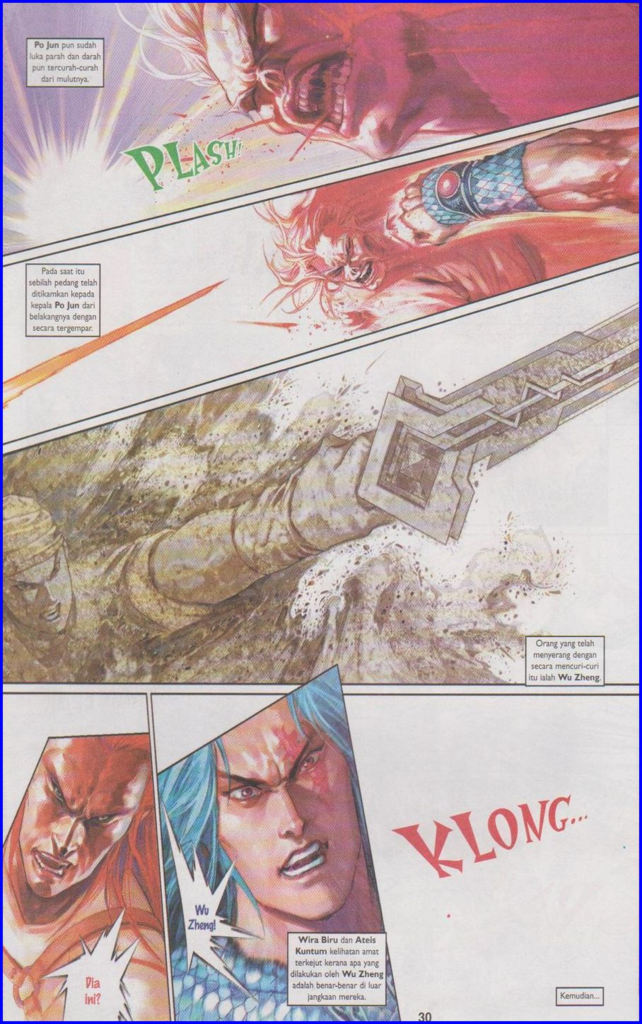 Po Jun pun sudah
luka parah dan darah
pun tercurah-curah
dari mulutnya.
PLASH!
Pada saat itu
sebilah pedang telah
ditikamkan kepada
kepala Po Jun dari
belakangnya dengan
secara tergempar.
Orang yang telah
menyerang dengan
secara mencuri-curi
itu ialah Wu Zheng.
Dia
ini?
Wu
Zheng!
Wira Biru dan Ateis
Kuntum kelihatan amat
terkejut kerana apa yang
dilakukan oleh Wu Zheng
adalah benar-benar di luar
jangkaan mereka.
KLONG...
Kemudian...
30